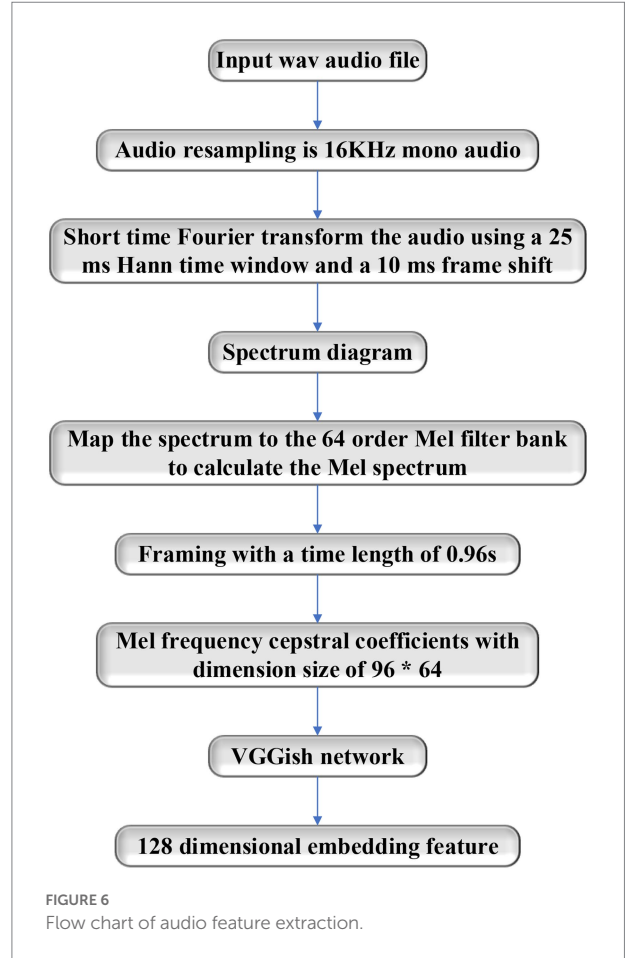 Input wav audio file
Audio resampling is 16KHz mono audio
Short time Fourier transform the audio using a 25
ms Hann time window and a 10 ms frame shift
Spectrum diagram
Map the spectrum to the 64 order Mel filter bank
to calculate the Mel spectrum
Framing with a time length of 0.96s
Mel frequency cepstral coefficients with
dimension size of 96 * 64
VGGish network
128 dimensional embedding feature
FIGURE 6
Flow chart of audio feature extraction.